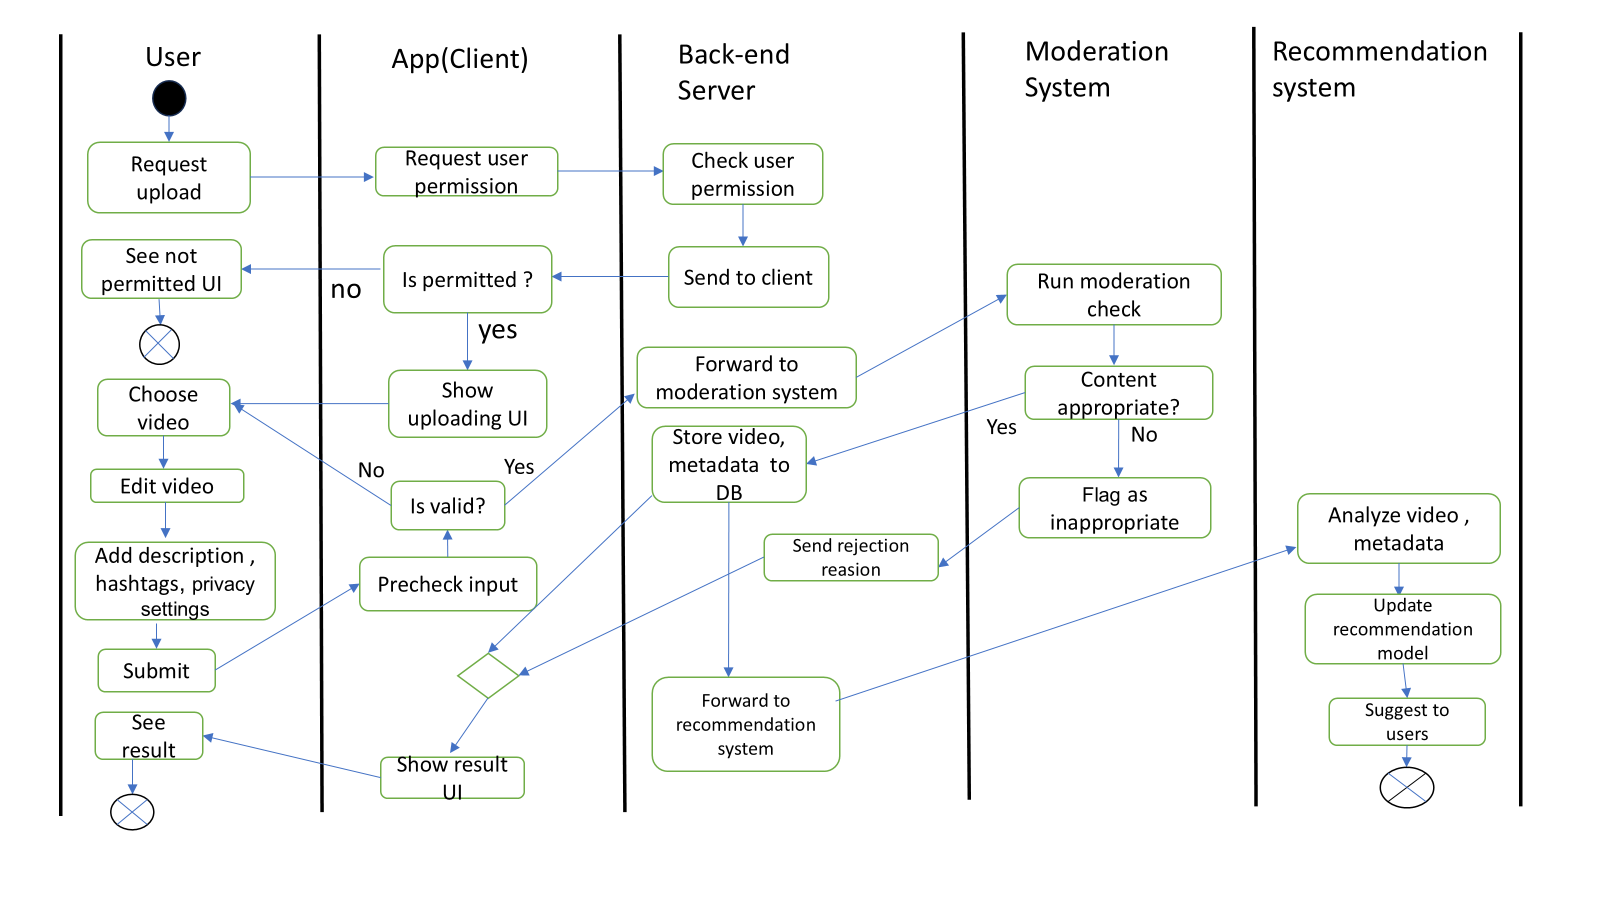 User
App(Client)
Back-end
Server
Moderation
System
Recommendation
system
Request
upload
Request user
permission
Check user
permission
See not
permitted UI
no
Is permitted ?
yes
Send to client
Run moderation
check
Forward to
moderation system
Content
appropriate?
Yes
No
Choose
video
Show
uploading UI
Store video,
metadata to
DB
No
Yes
Edit video
Is valid?
Flag as
inappropriate
Analyze video ,
metadata
Add description ,
hashtags, privacy
settings
Precheck input
Send rejection
reasion
Update
recommendation
model
Submit
Forward to
recommendation
system
Suggest to
users
See
result
Show result
UI